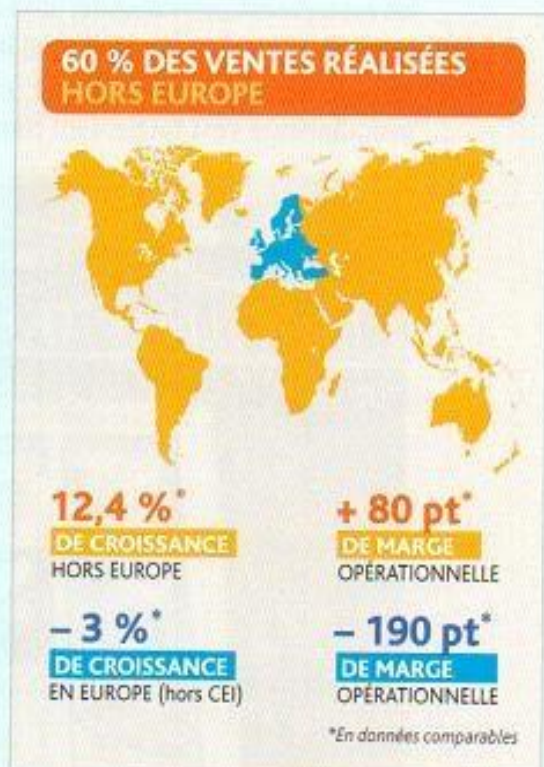 60 % DES VENTES RÉALISÉES
HORS EUROPE
12,4 %*
DE CROISSANCE
HORS EUROPE
+ 80 pt*
DE MARGE
OPÉRATIONNELLE
– 3 %*
DE CROISSANCE
EN EUROPE (hors CEI)
– 190 pt*
DE MARGE
OPÉRATIONNELLE
*En données comparables